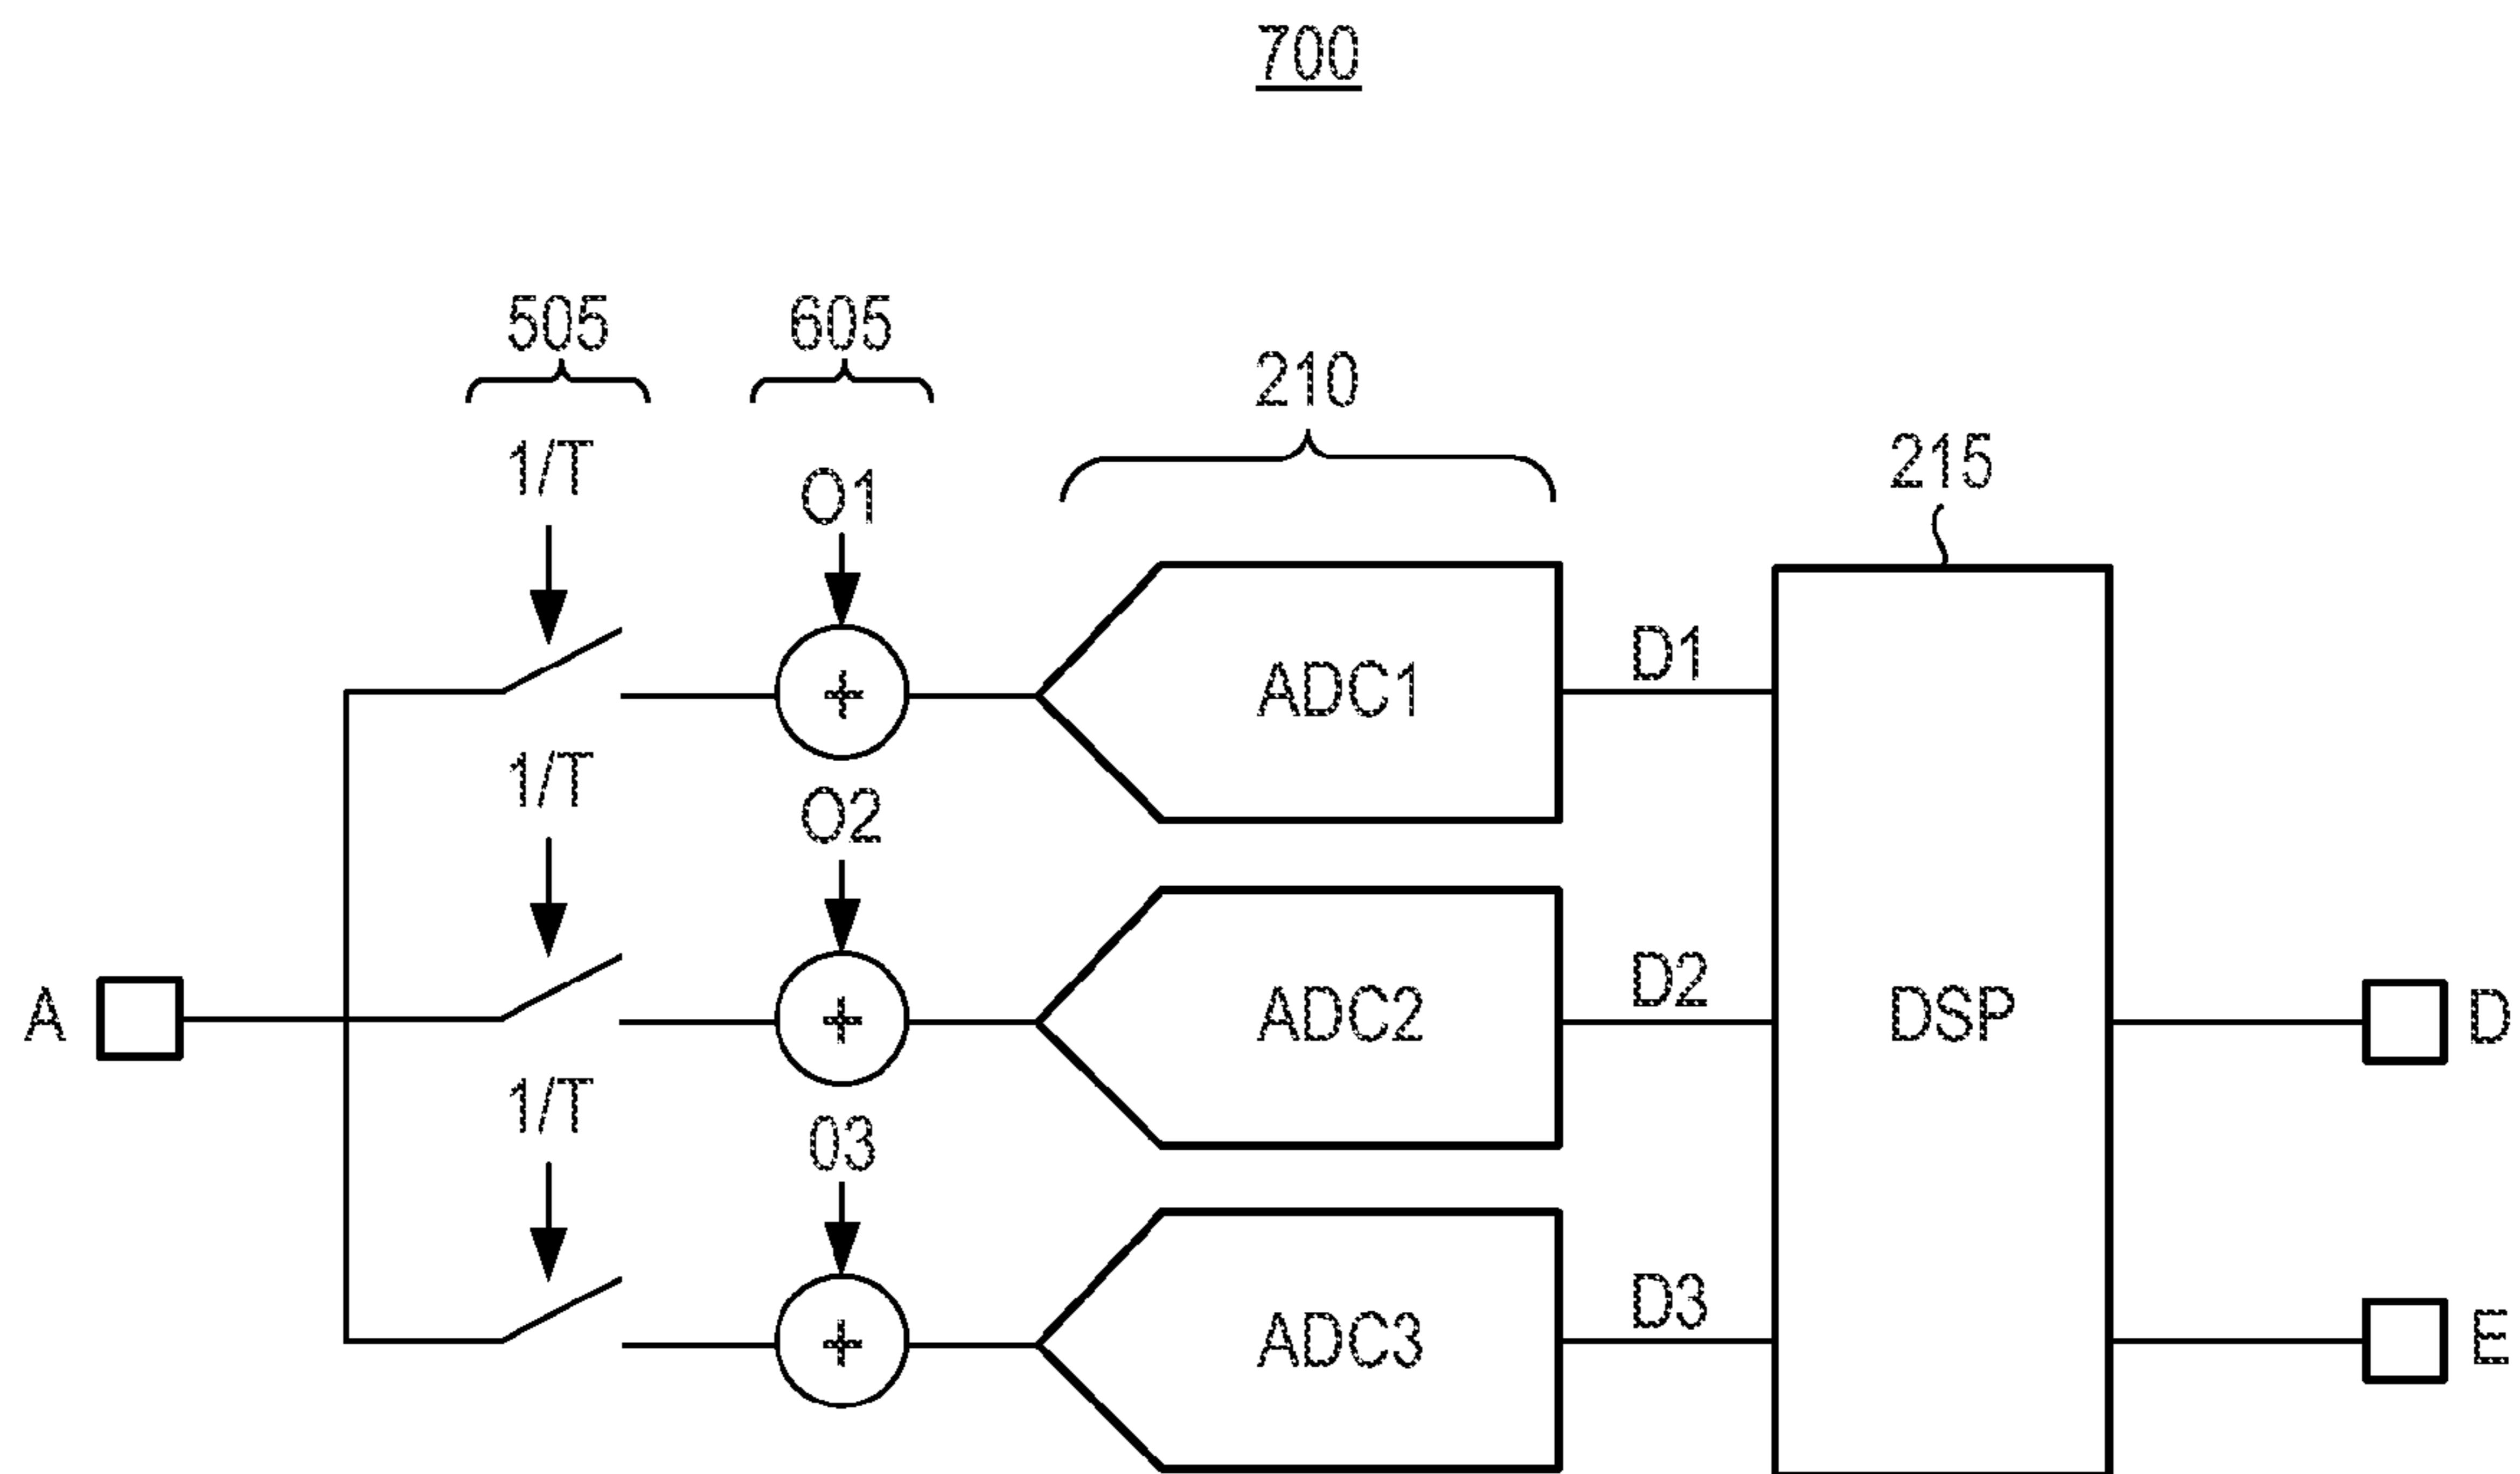 700
505
605
210
215
1/T
O1
ADC1
D1
1/T
O2
A
ADC2
D2
DSP
D
1/T
03
ADC3
D3
E